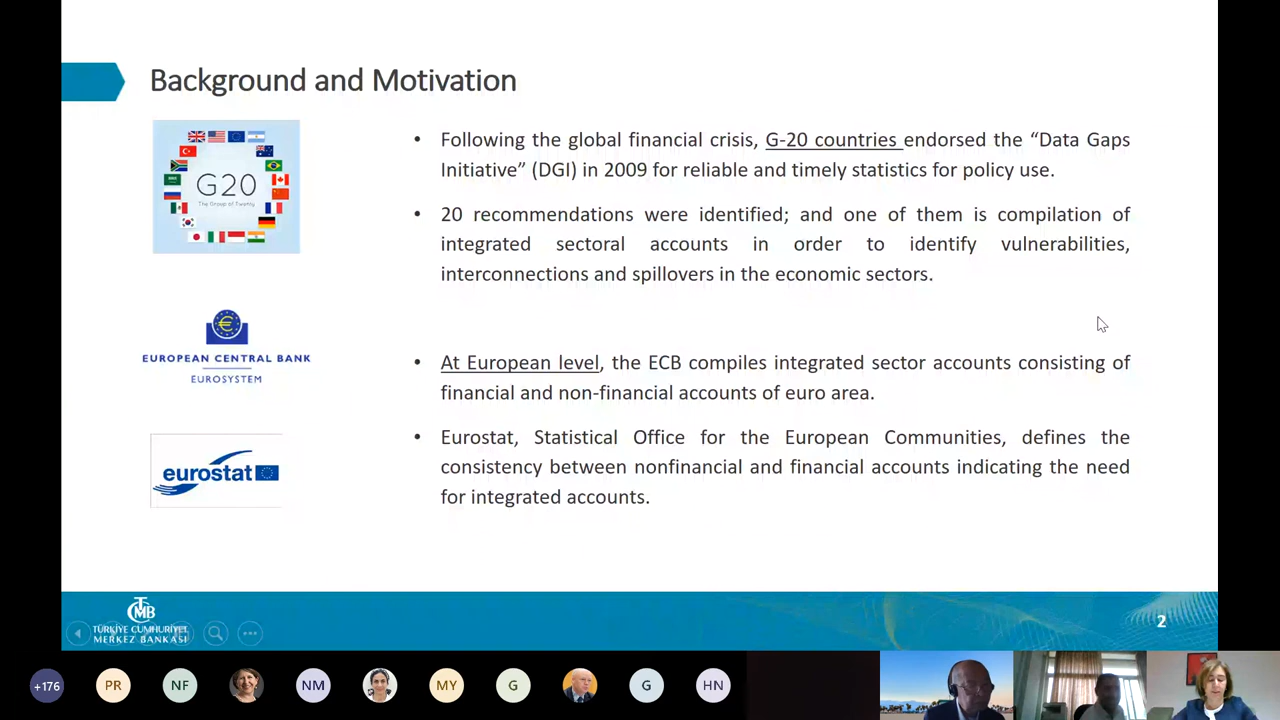 Background and Motivation
G20
The Group of Twenty
• Following the global financial crisis, G-20 countries endorsed the “Data Gaps
Initiative” (DGI) in 2009 for reliable and timely statistics for policy use.
• 20 recommendations were identified; and one of them is compilation of
integrated sectoral accounts in order to identify vulnerabilities,
interconnections and spillovers in the economic sectors.
EUROPEAN CENTRAL BANK
EUROSYSTEM
• At European level, the ECB compiles integrated sector accounts consisting of
financial and non-financial accounts of euro area.
eurostat
• Eurostat, Statistical Office for the European Communities, defines the
consistency between nonfinancial and financial accounts indicating the need
for integrated accounts.
TCMB
TÜRKİYE CUMHURİYET
MERKEZ BANKASI
2
+176
PR
NF
NM
MY
G
G
HN